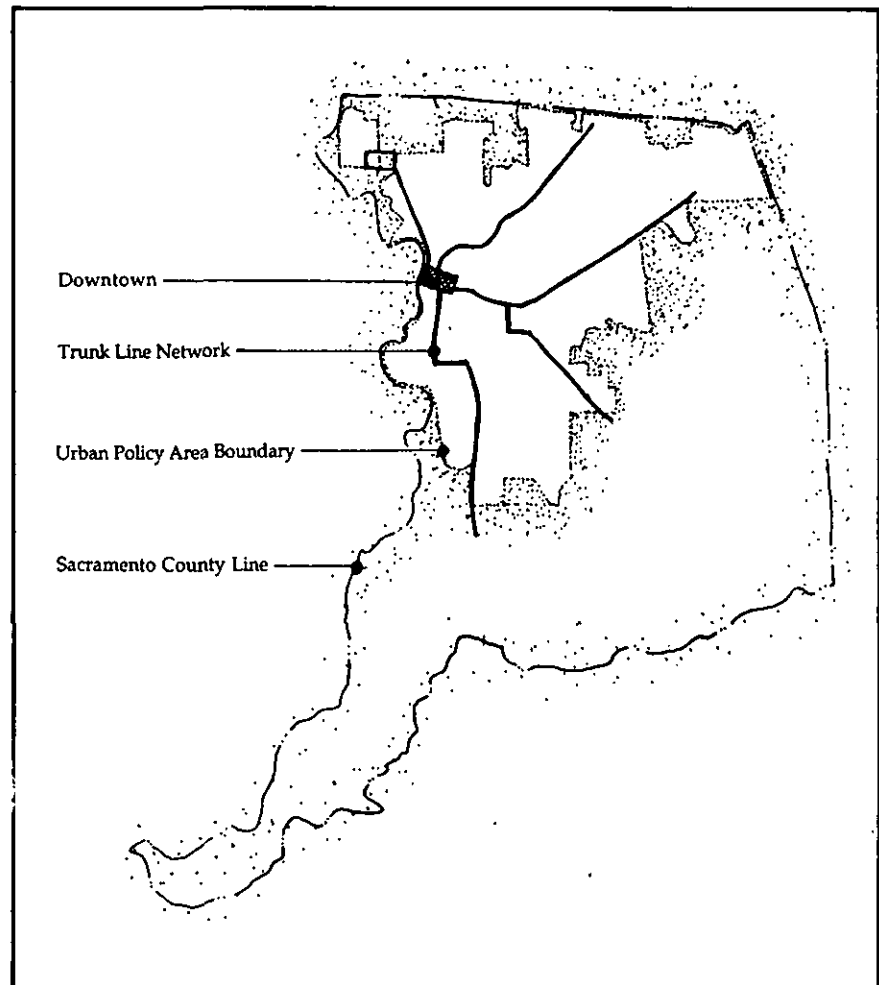 Downtown
Trunk Line Network
Urban Policy Area Boundary
Sacramento County Line